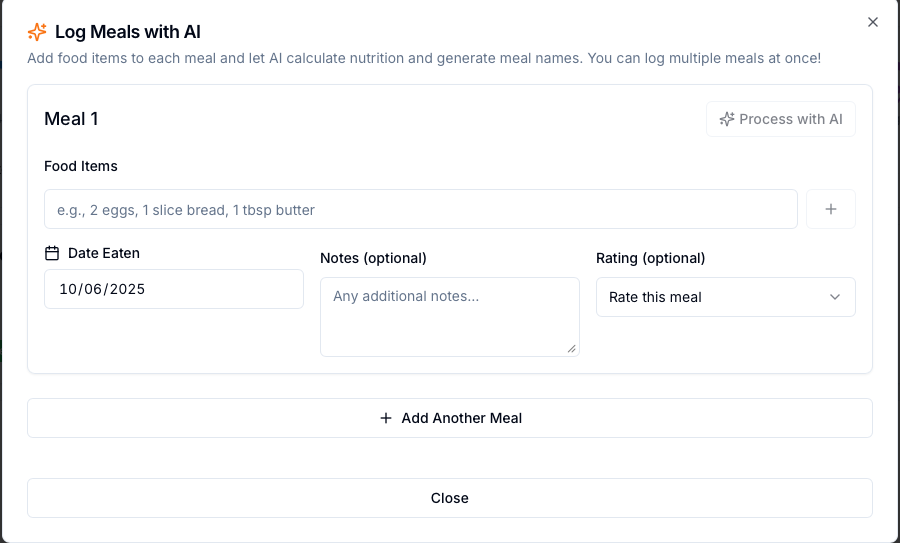 Log Meals with AI
Add food items to each meal and let AI calculate nutrition and generate meal names. You can log multiple meals at once!
Meal 1
Process with AI
Food Items
e.g., 2 eggs, 1 slice bread, 1 tbsp butter
Date Eaten
10/06/2025
Notes (optional)
Any additional notes...
Rating (optional)
Rate this meal
Add Another Meal
Close